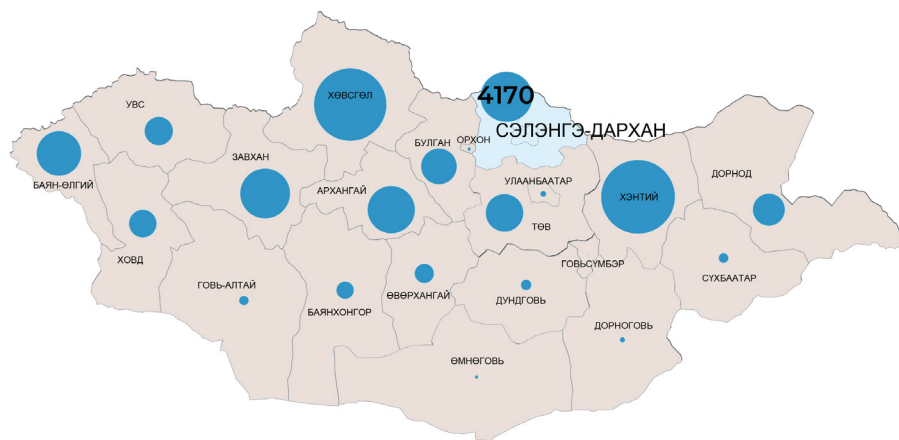 ХӨВСГӨЛ
4170
УВС
СЭЛЭНГЭ-ДАРХАН
ОРХОН
БУЛГАН
ЗАВХАН
УЛААНБААТАР
ДОРНОД
БАЯН-ӨЛГИЙ
АРХАНГАЙ
ХЭНТИЙ
ТӨВ
ХОВД
ГОВЬСҮМБЭР
СҮХБААТАР
ГОВЬ-АЛТАЙ
ӨВӨРХАНГАЙ
ДУНДГОВЬ
БАЯНХОНГОР
ДОРНОГОВЬ
ӨМНӨГОВЬ